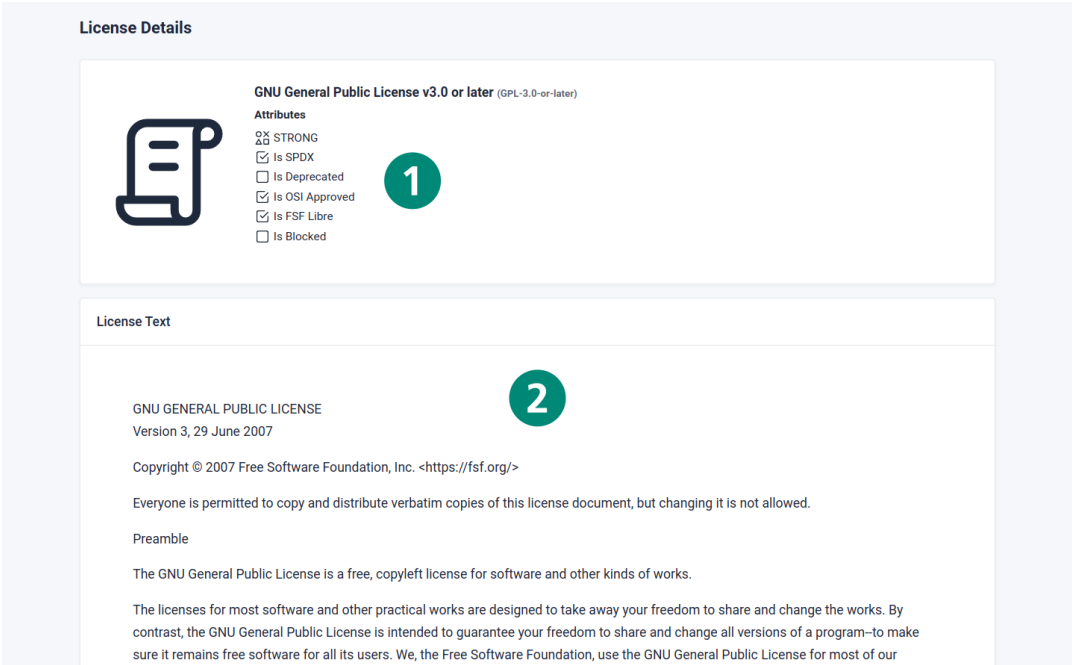 License Details
GNU General Public License v3.0 or later (GPL-3.0-or-later)
Attributes
STRONG
Is SPDX
Is Deprecated
1
Is OSI Approved
Is FSF Libre
Is Blocked
License Text
2
GNU GENERAL PUBLIC LICENSE
Version 3, 29 June 2007
Copyright © 2007 Free Software Foundation, Inc. <https://fsf.org/>
Everyone is permitted to copy and distribute verbatim copies of this license document, but changing it is not allowed.
Preamble
The GNU General Public License is a free, copyleft license for software and other kinds of works.
The licenses for most software and other practical works are designed to take away your freedom to share and change the works. By
contrast, the GNU General Public License is intended to guarantee your freedom to share and change all versions of a program–to make
sure it remains free software for all its users. We, the Free Software Foundation, use the GNU General Public License for most of our